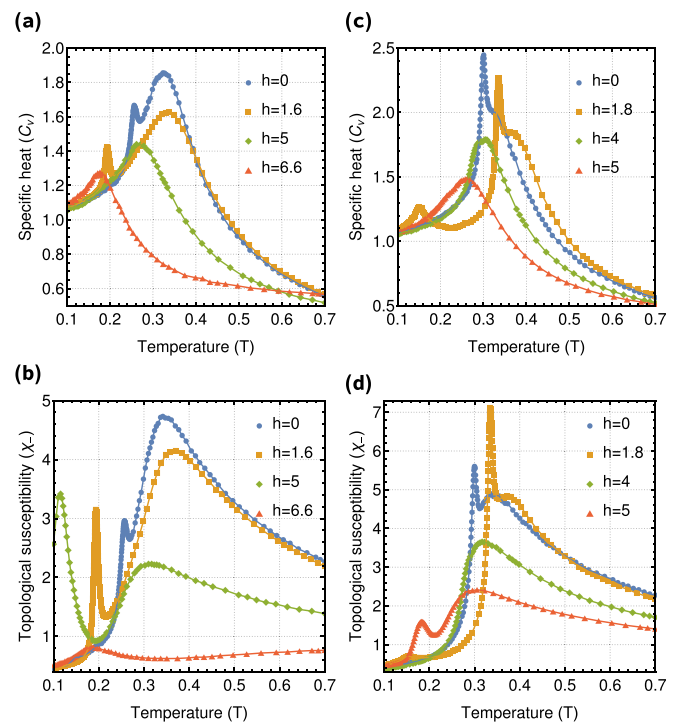 (a)
Specific heat (Cv)
2.0
1.8
1.6
1.4
1.2
1.0
0.8
0.6
h=0
h=1.6
h=5
h=6.6
0.1 0.2 0.3 0.4 0.5 0.6 0.7
Temperature (T)
(c)
Specific heat (Cv)
2.5
2.0
1.5
1.0
0.5
h=0
h=1.8
h=4
h=5
0.1 0.2 0.3 0.4 0.5 0.6 0.7
Temperature (T)
(b)
Topological susceptibility (χ−)
5
4
3
2
1
h=0
h=1.6
h=5
h=6.6
0.1 0.2 0.3 0.4 0.5 0.6 0.7
Temperature (T)
(d)
Topological susceptibility (χ−)
7
6
5
4
3
2
1
h=0
h=1.8
h=4
h=5
0.1 0.2 0.3 0.4 0.5 0.6 0.7
Temperature (T)